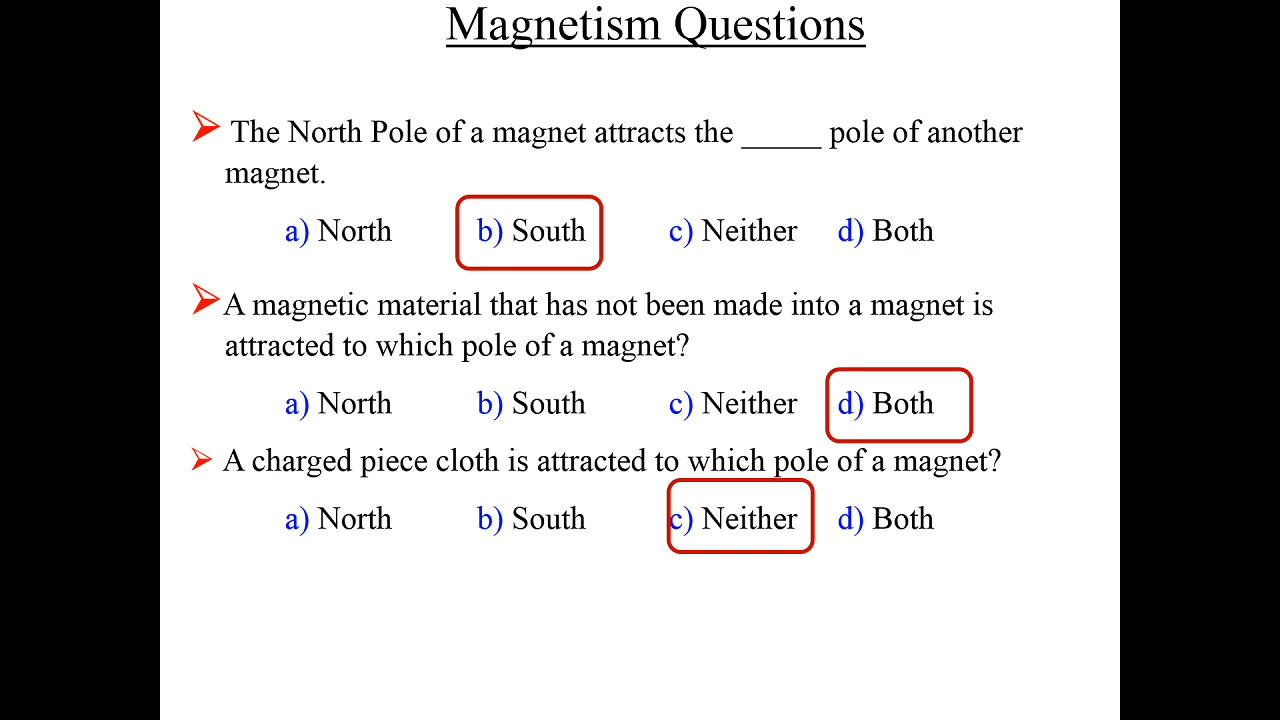 Magnetism Questions
The North Pole of a magnet attracts the _____ pole of another
magnet.
a) North b) South c) Neither d) Both
A magnetic material that has not been made into a magnet is
attracted to which pole of a magnet?
a) North b) South c) Neither d) Both
A charged piece cloth is attracted to which pole of a magnet?
a) North b) South c) Neither d) Both